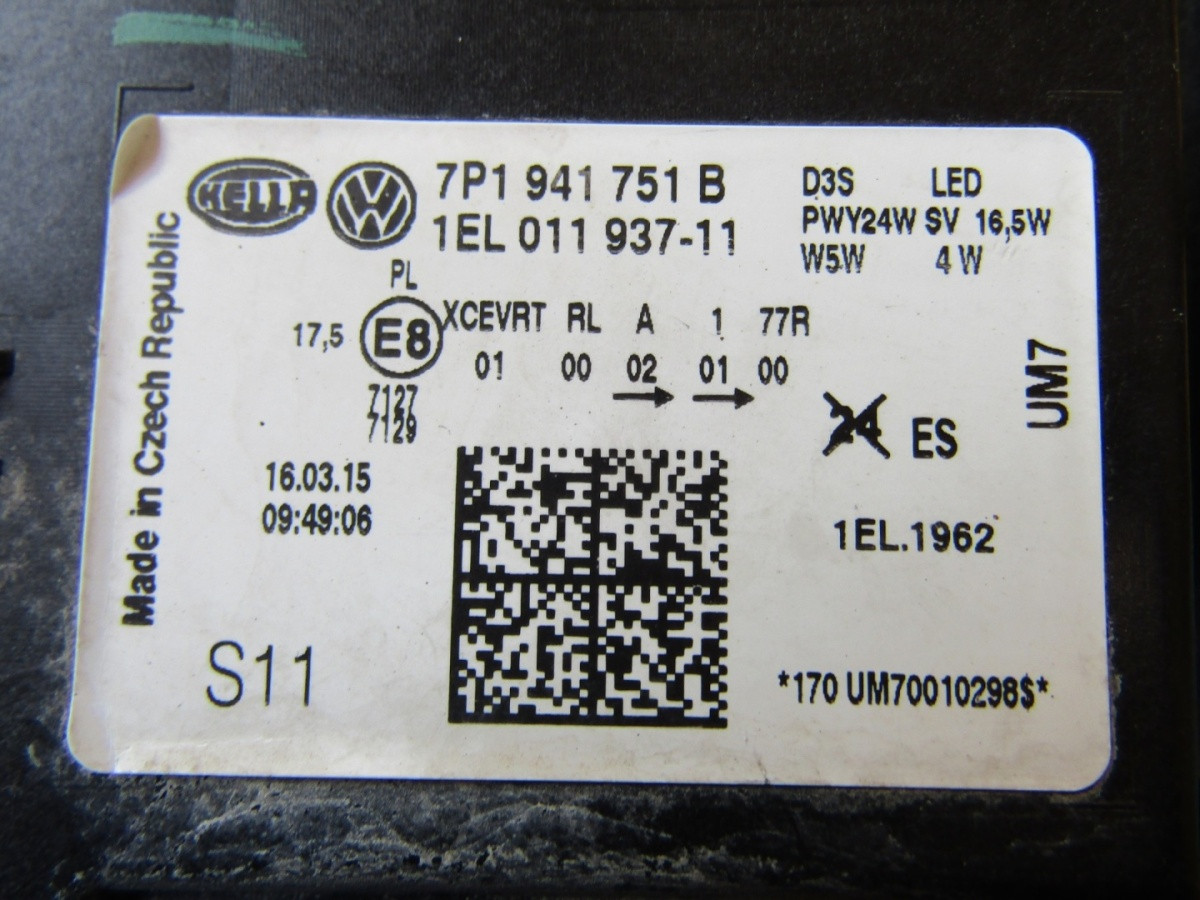 HELLA
7P1 941 751 B
1EL 011 937-11
D3S LED
PWY24W SV 16,5W
W5W 4 W
PL
17,5 E8 XCEVRT RL A 1 77R
01 00 02 01 00
7127
7129
24 ES
UM7
Made in Czech Republic
16.03.15
09:49:06
1EL.1962
S11
*170 UM70010298$*